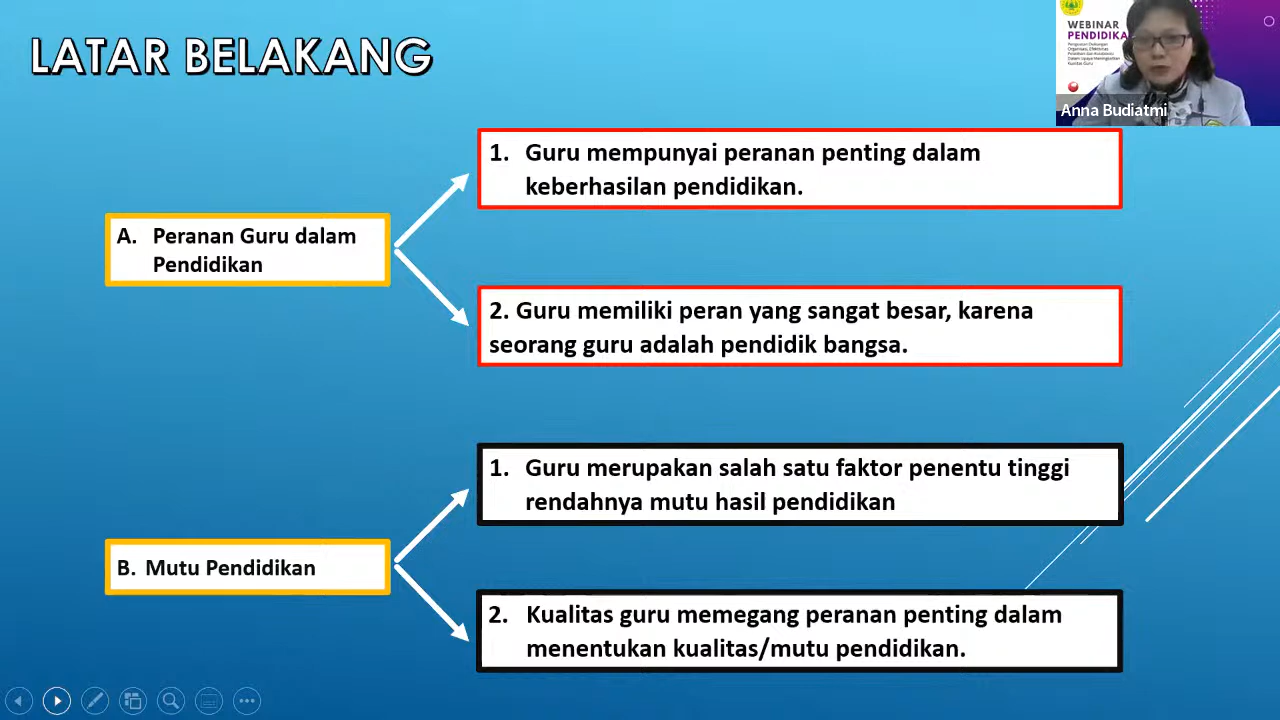 LATAR BELAKANG
WEBINAR
PENDIDIKA
Anna Budiatmi
1. Guru mempunyai peranan penting dalam
keberhasilan pendidikan.
A. Peranan Guru dalam
Pendidikan
2. Guru memiliki peran yang sangat besar, karena
seorang guru adalah pendidik bangsa.
1. Guru merupakan salah satu faktor penentu tinggi
rendahnya mutu hasil pendidikan
B. Mutu Pendidikan
2. Kualitas guru memegang peranan penting dalam
menentukan kualitas/mutu pendidikan.